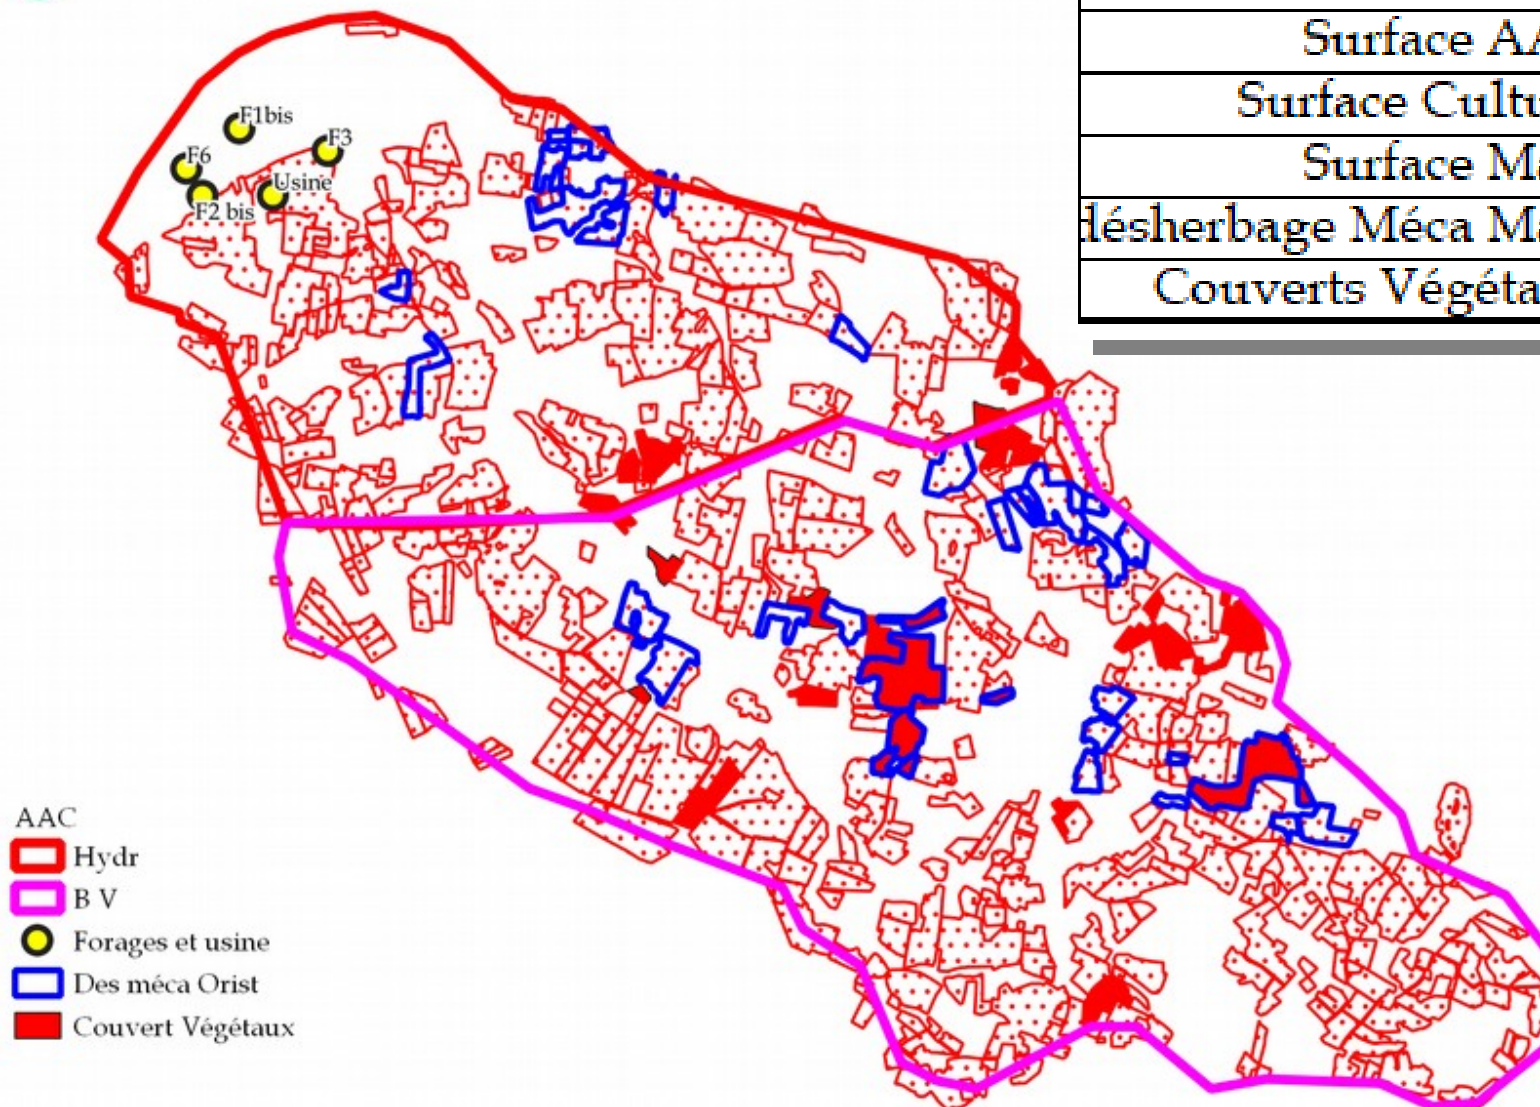 Surface AA
Surface Cultu
Surface Ma
désherbage Méca Ma
Couverts Végéta
F1bis
F3
F6
Usine
F2 bis
AAC
Hydr
B V
Forages et usine
Des méca Orist
Couvert Végétaux